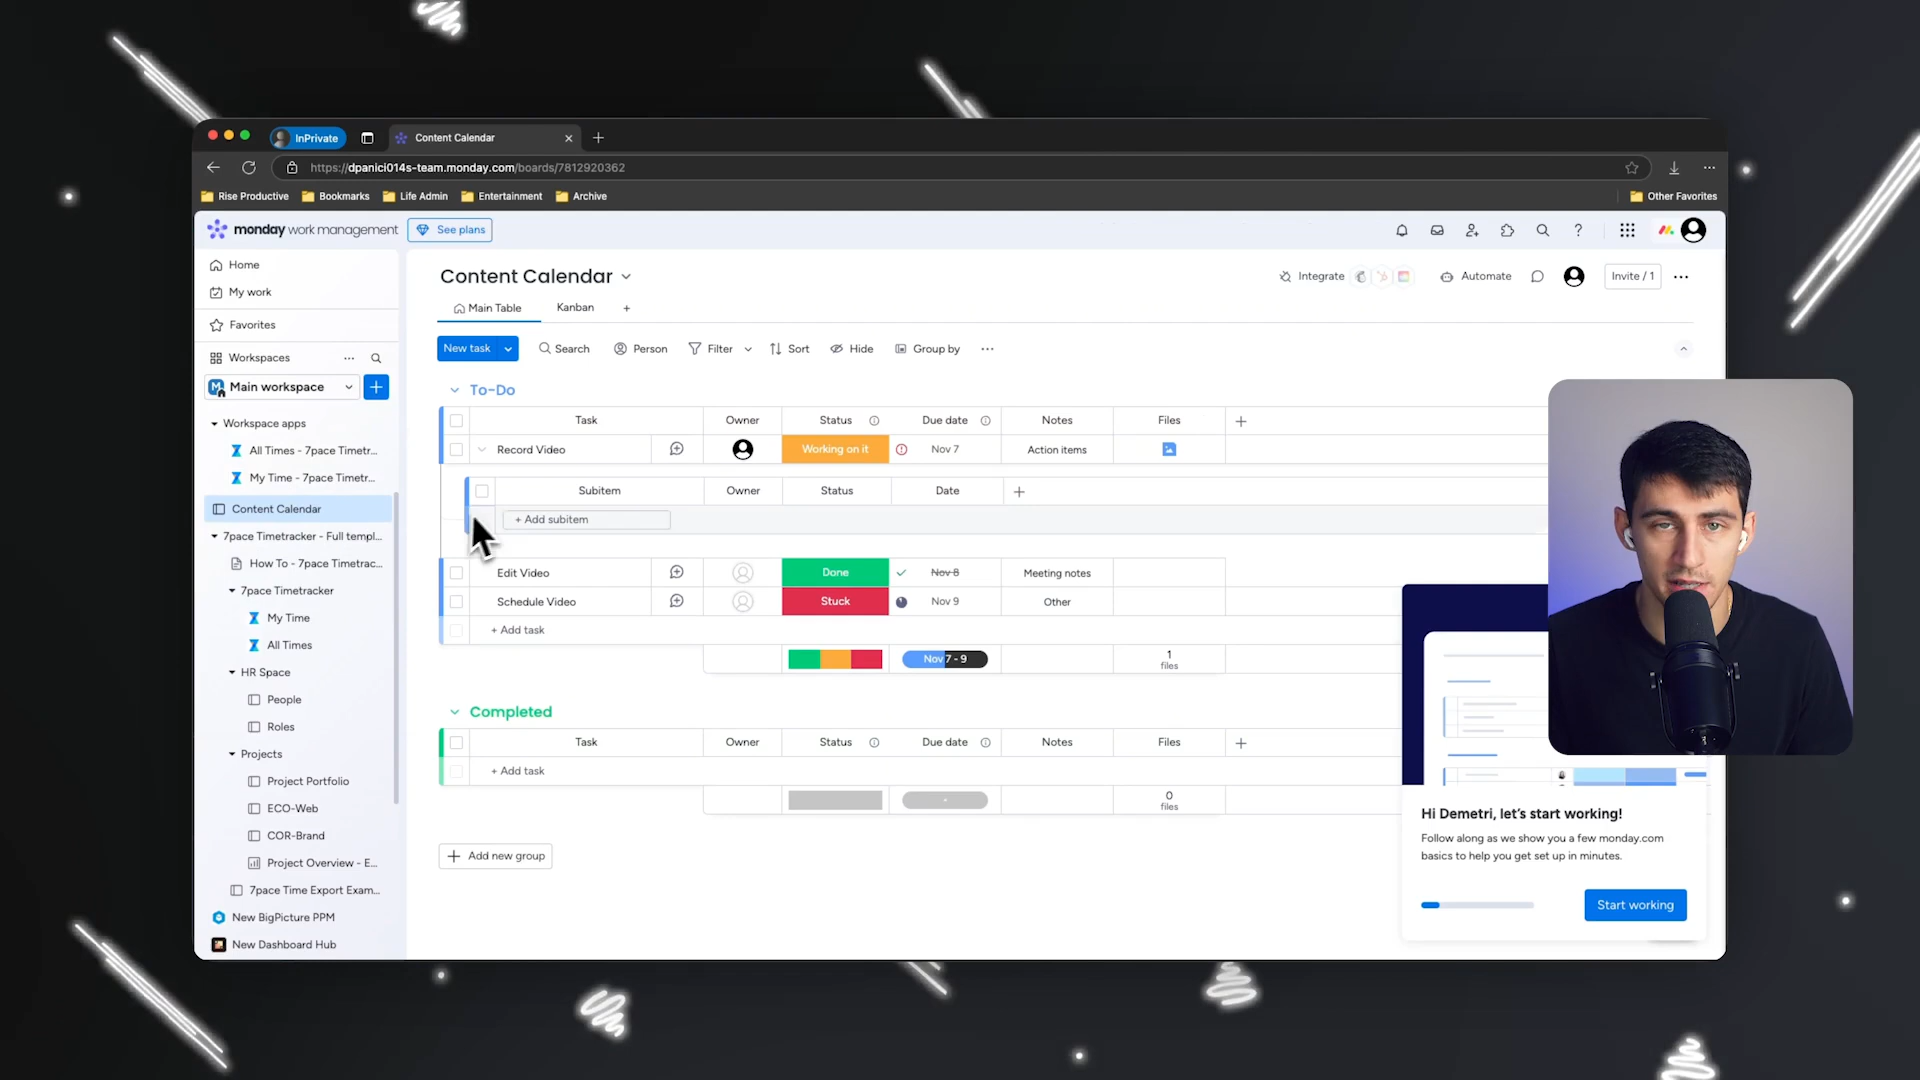 InPrivate
Content Calendar
https://dpanici014s-team.monday.com/boards/7812920362
Rise Productive
Bookmarks
Life Admin
Entertainment
Archive
Other Favorites
monday work management
See plans
Home
My work
Favorites
Workspaces
M
Main workspace
Workspace apps
All Times - 7pace Timetr...
My Time - 7pace Timetr...
Content Calendar
7pace Timetracker - Full templ...
How To - 7pace Timetrac...
7pace Timetracker
My Time
All Times
HR Space
People
Roles
Projects
Project Portfolio
ECO-Web
COR-Brand
Project Overview - E...
7pace Time Export Exam...
New BigPicture PPM
New Dashboard Hub
Content Calendar
Integrate
Automate
Invite / 1
Main Table
Kanban
New task
Search
Person
Filter
Sort
Hide
Group by
To-Do
Task Owner Status Due date Notes Files
Record Video Working on it Nov 7 Action items
Subitem Owner Status Date
+ Add subitem
Edit Video Done Nov 8 Meeting notes
Schedule Video Stuck Nov 9 Other
+ Add task
Nov 7 - 9
1
files
Completed
Task Owner Status Due date Notes Files
+ Add task
-
0
files
Add new group
Hi Demetri, let's start working!
Follow along as we show you a few monday.com
basics to help you get set up in minutes.
Start working